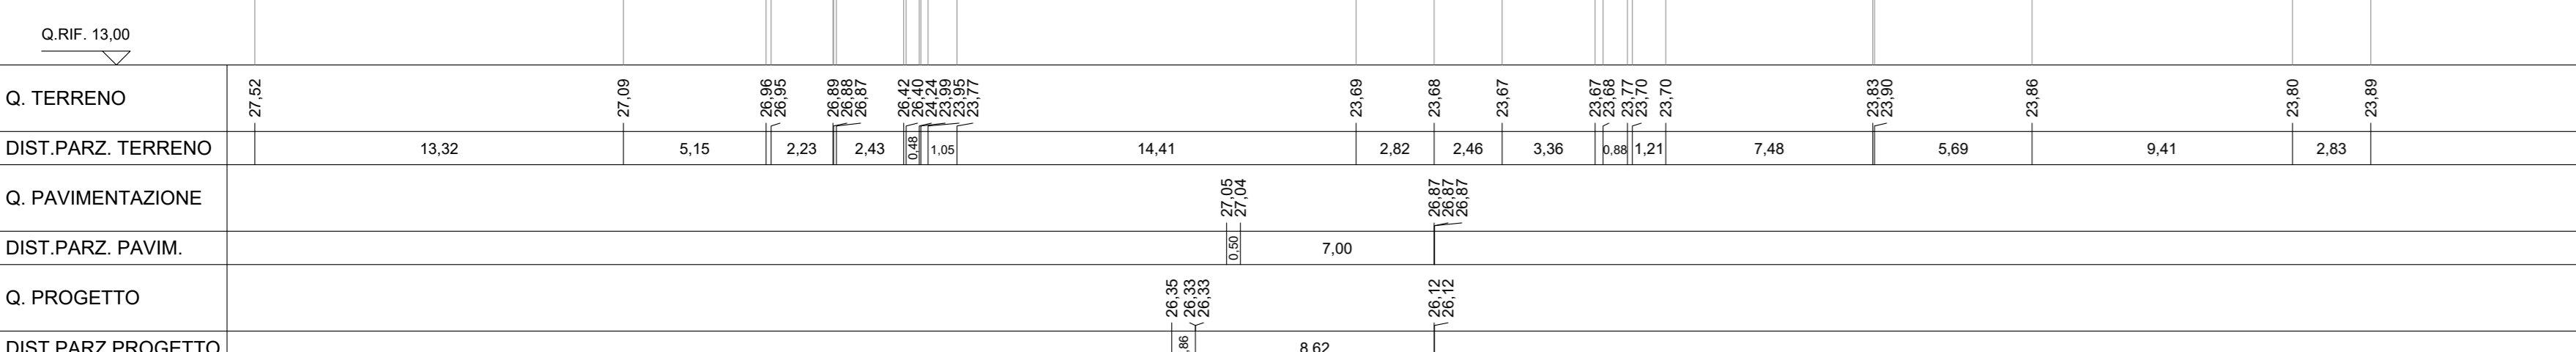 Q.RIF. 13,00
Q. TERRENO 27,52 27,09 26,96 26,95 26,89 26,88 26,87 26,42 26,40 24,24 23,99 23,95 23,77 23,69 23,68 23,67 23,67 23,68 23,77 23,70 23,70 23,83 23,90 23,86 23,80 23,89
DIST.PARZ. TERRENO 13,32 5,15 2,23 2,43 0,48 1,05 14,41 2,82 2,46 3,36 0,88 1,21 7,48 5,69 9,41 2,83
Q. PAVIMENTAZIONE 27,05 27,04 26,87 26,87 26,87
DIST.PARZ. PAVIM. 0,50 7,00
Q. PROGETTO 26,35 26,33 26,33 26,12 26,12
DIST.PARZ.PROGETTO 8,62